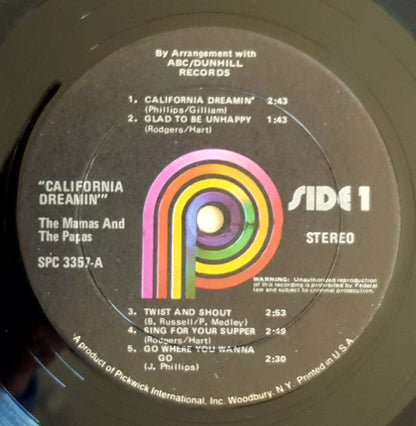 By Arrangement with
ABC/DUNHILL
RECORDS
1. CALIFORNIA DREAMIN' 2:43
(Phillips/Gilliam)
2. GLAD TO BE UNHAPPY 1:43
(Rodgers/Hart)
"CALIFORNIA
DREAMIN'"
The Mamas And
The Papas
SPC 3357-A
SIDE 1
STEREO
WARNING: Unauthorized reproduction
of this recording is prohibited by Federal
law and subject to criminal prosecution.
3. TWIST AND SHOUT 2:53
(B. Russell/P. Medley)
4. SING FOR YOUR SUPPER 2:49
(Rodgers/Hart)
5. GO WHERE YOU WANNA
GO 2:30
(J. Phillips)
A product of Pickwick International, Inc. Woodbury, N.Y. Printed in U.S.A.